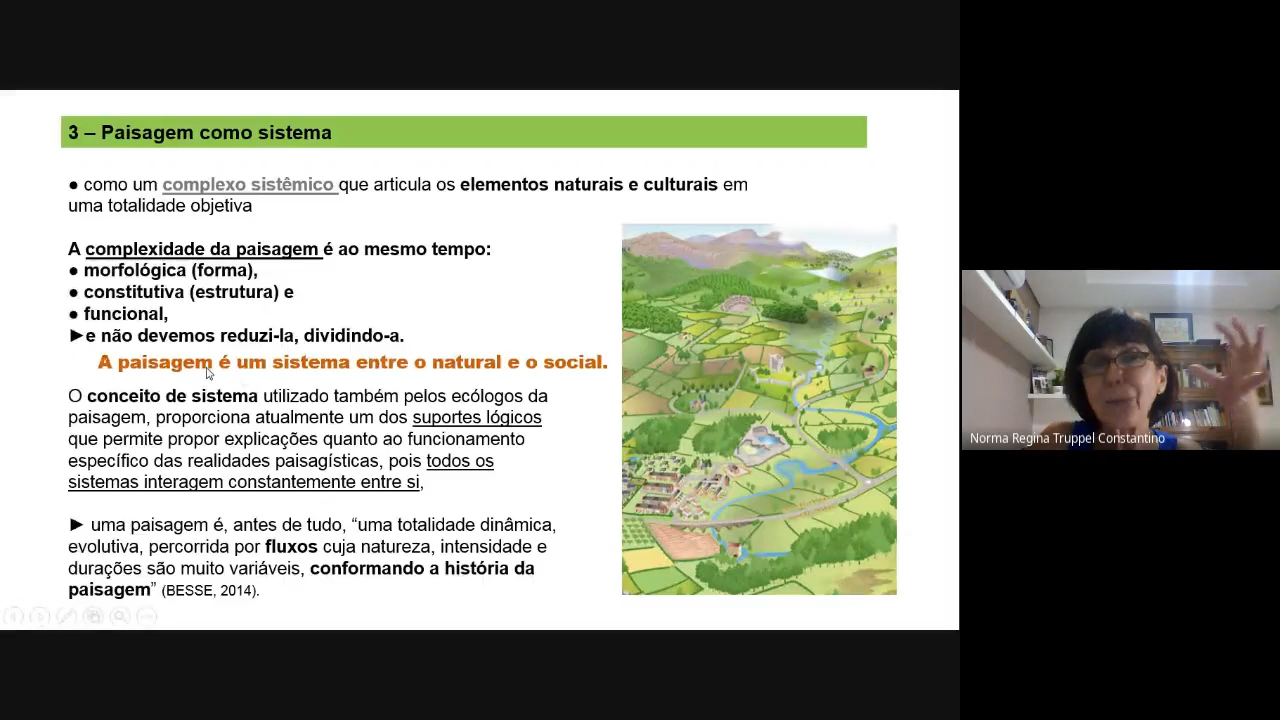 3 – Paisagem como sistema
● como um complexo sistêmico que articula os elementos naturais e culturais em
uma totalidade objetiva
A complexidade da paisagem é ao mesmo tempo:
● morfológica (forma),
● constitutiva (estrutura) e
● funcional,
►e não devemos reduzi-la, dividindo-a.
A paisagem é um sistema entre o natural e o social.
O conceito de sistema utilizado também pelos ecólogos da
paisagem, proporciona atualmente um dos suportes lógicos
que permite propor explicações quanto ao funcionamento
específico das realidades paisagísticas, pois todos os
sistemas interagem constantemente entre si,
► uma paisagem é, antes de tudo, “uma totalidade dinâmica,
evolutiva, percorrida por fluxos cuja natureza, intensidade e
durações são muito variáveis, conformando a história da
paisagem” (BESSE, 2014).
Norma Regina Truppel Constantino